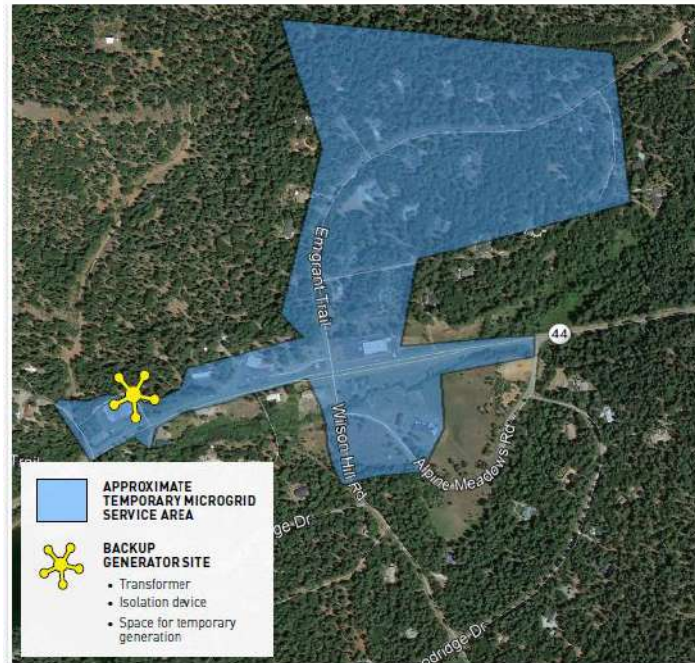 Emigrant Trail
44
Wilson Hill Rd
Alpine Meadows Rd
Trail
ge Dr
odridge Dr
APPROXIMATE
TEMPORARY MICROGRID
SERVICE AREA
BACKUP
GENERATOR SITE
• Transformer
• Isolation device
• Space for temporary
generation